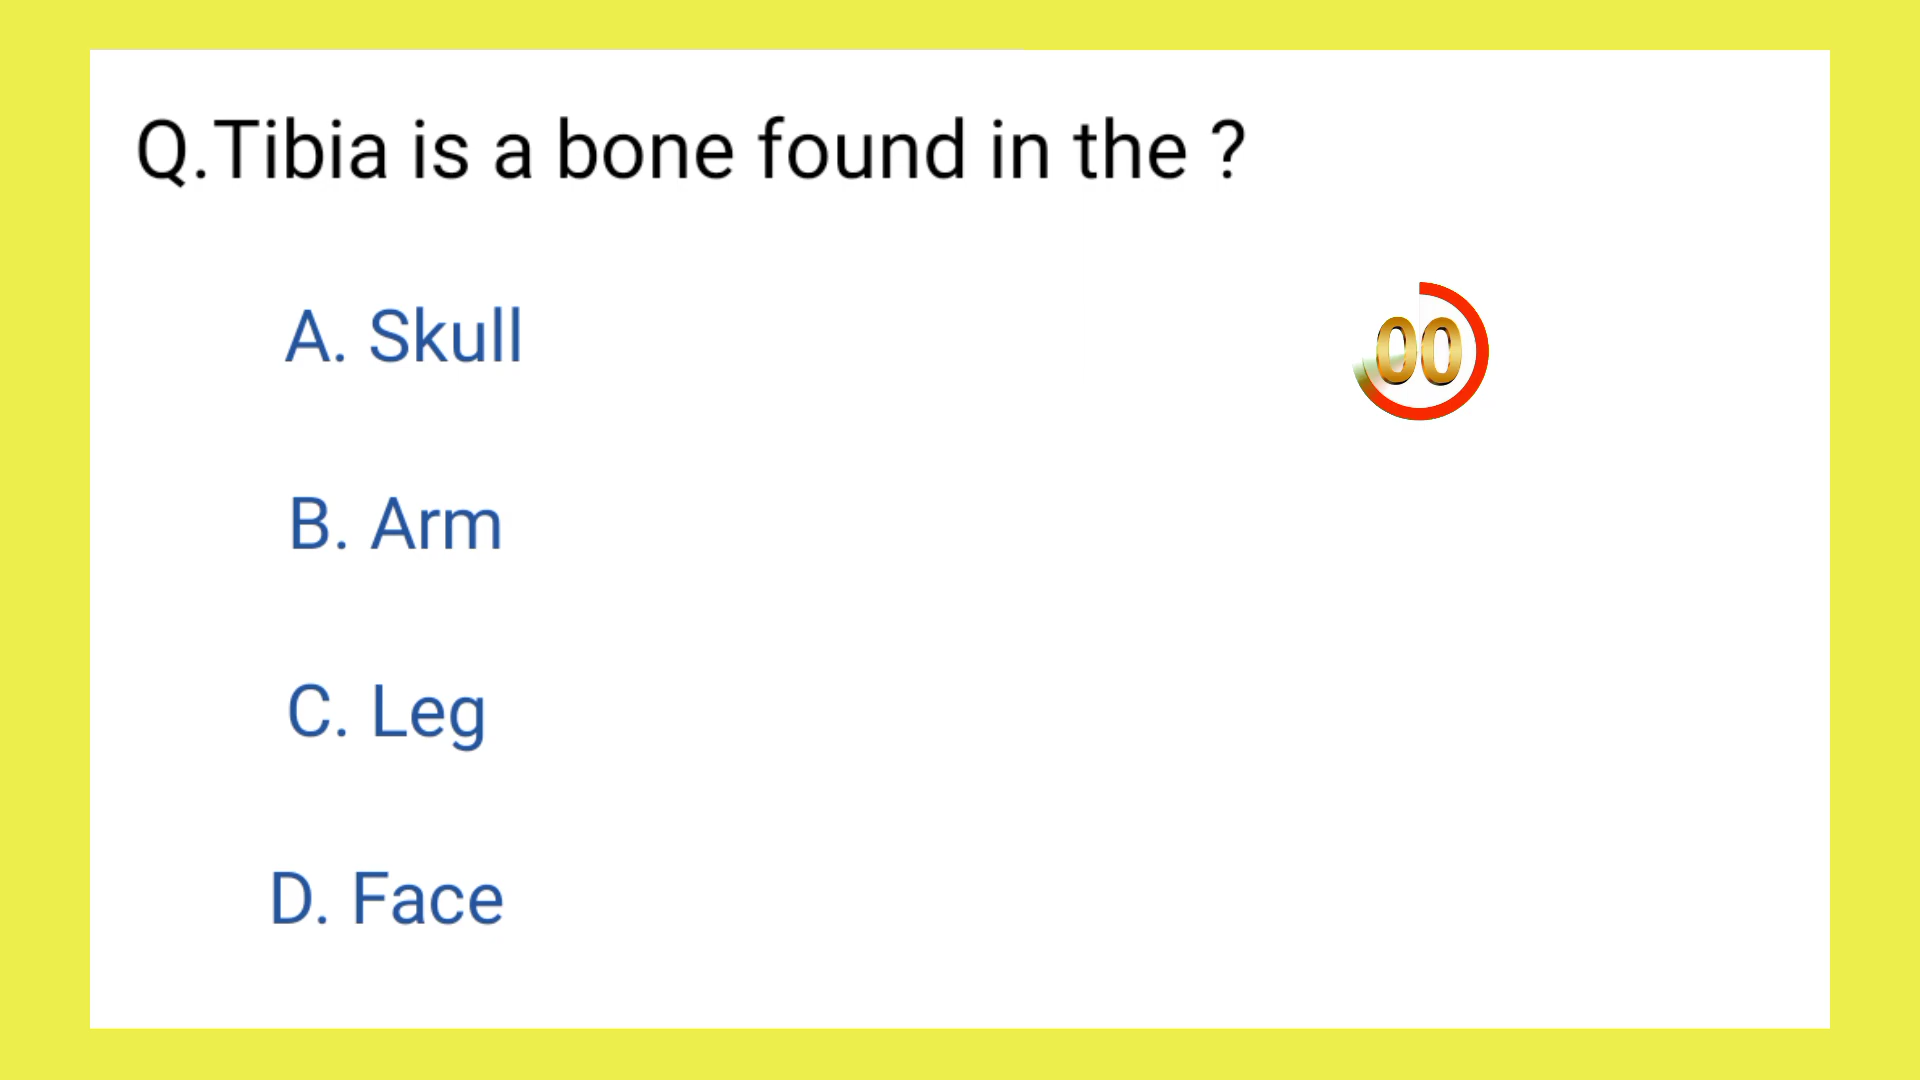 Q.Tibia is a bone found in the ?
A. Skull
00
B. Arm
C. Leg
D. Face